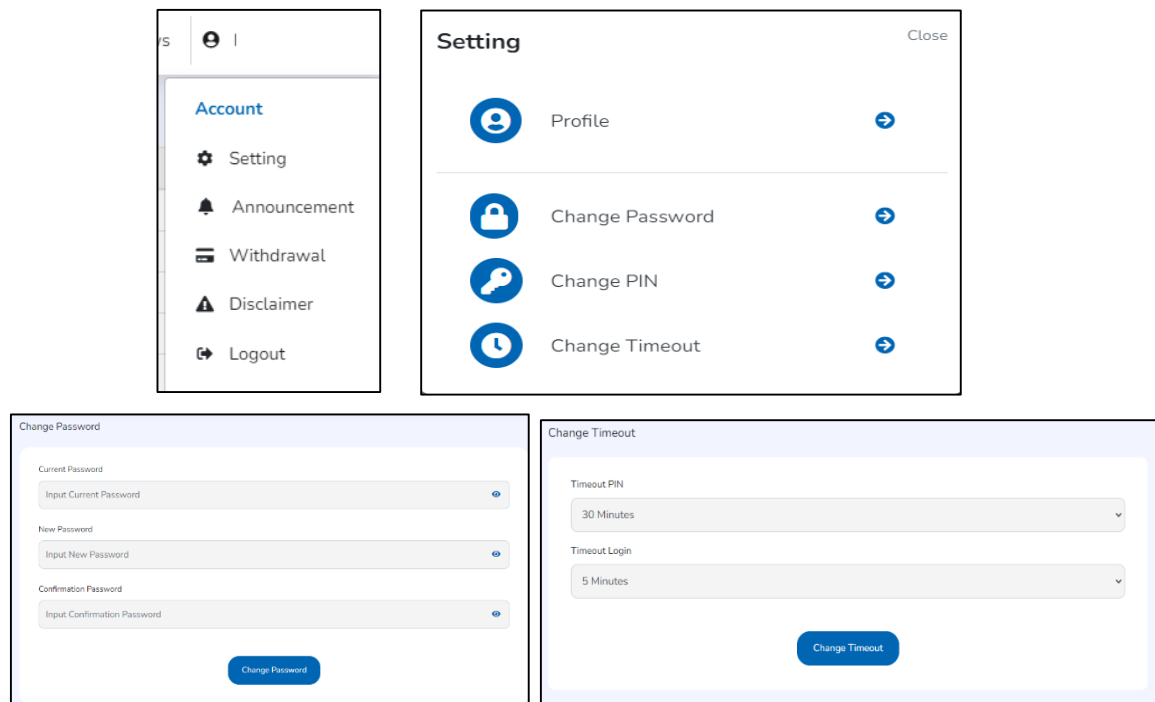 Account
Setting
Announcement
Withdrawal
Disclaimer
Logout
Setting
Close
Profile
Change Password
Change PIN
Change Timeout
Change Password
Current Password
Input Current Password
New Password
Input New Password
Confirmation Password
Input Confirmation Password
Change Password
Change Timeout
Timeout PIN
30 Minutes
Timeout Login
5 Minutes
Change Timeout